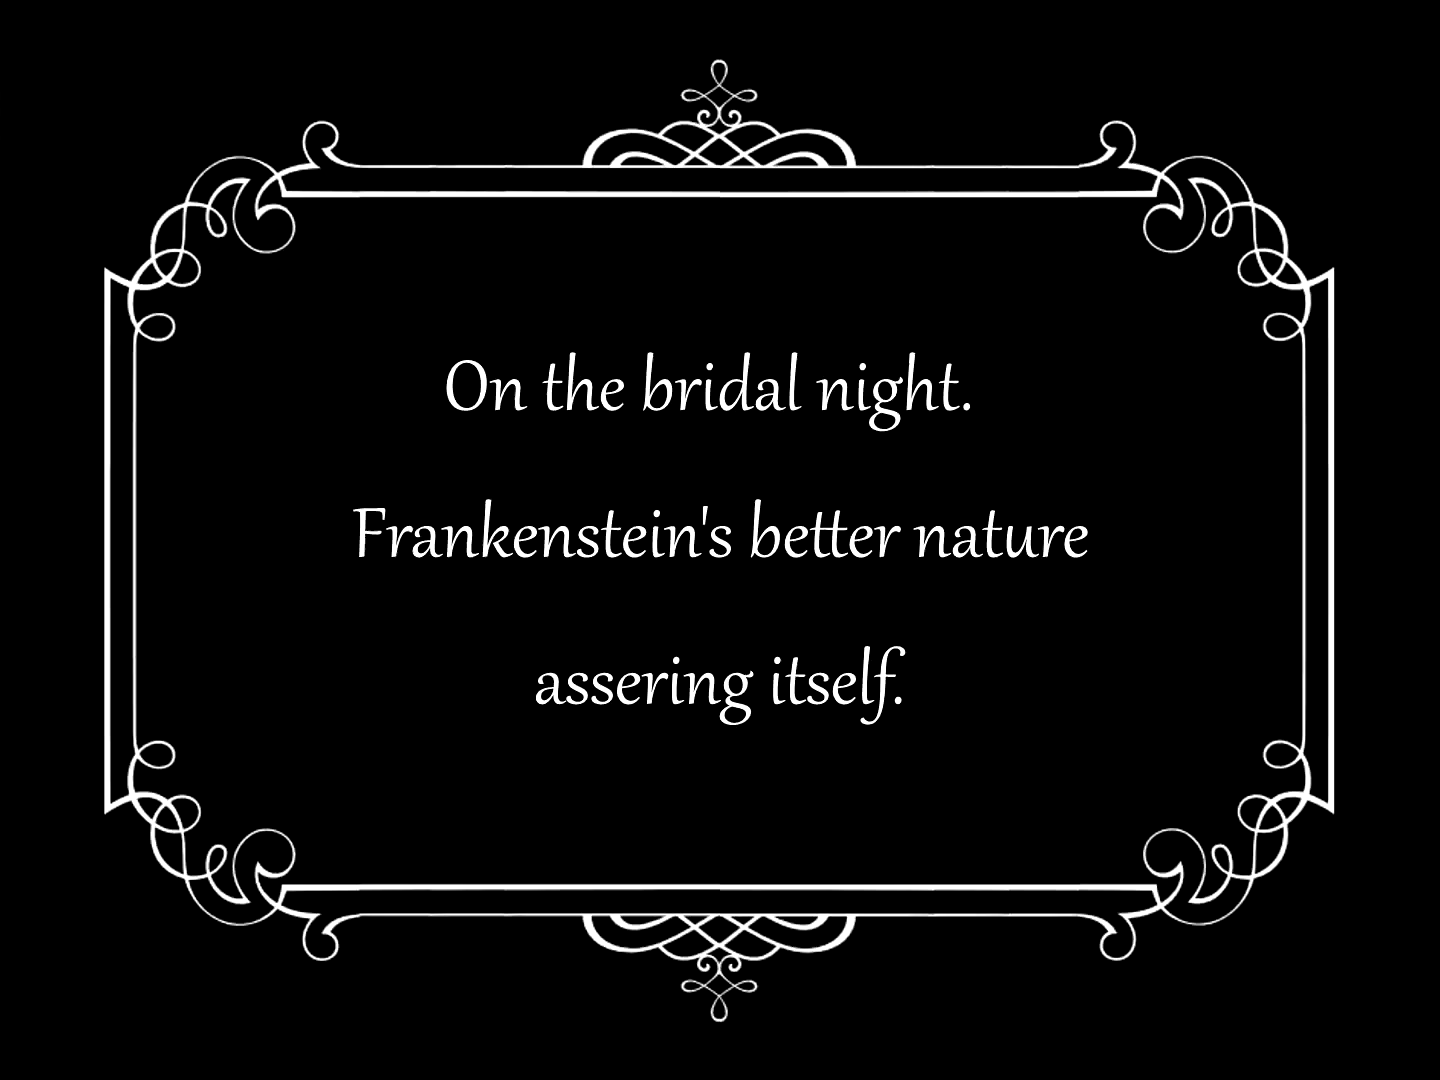 On the bridal night.
Frankenstein's better nature
assering itself.